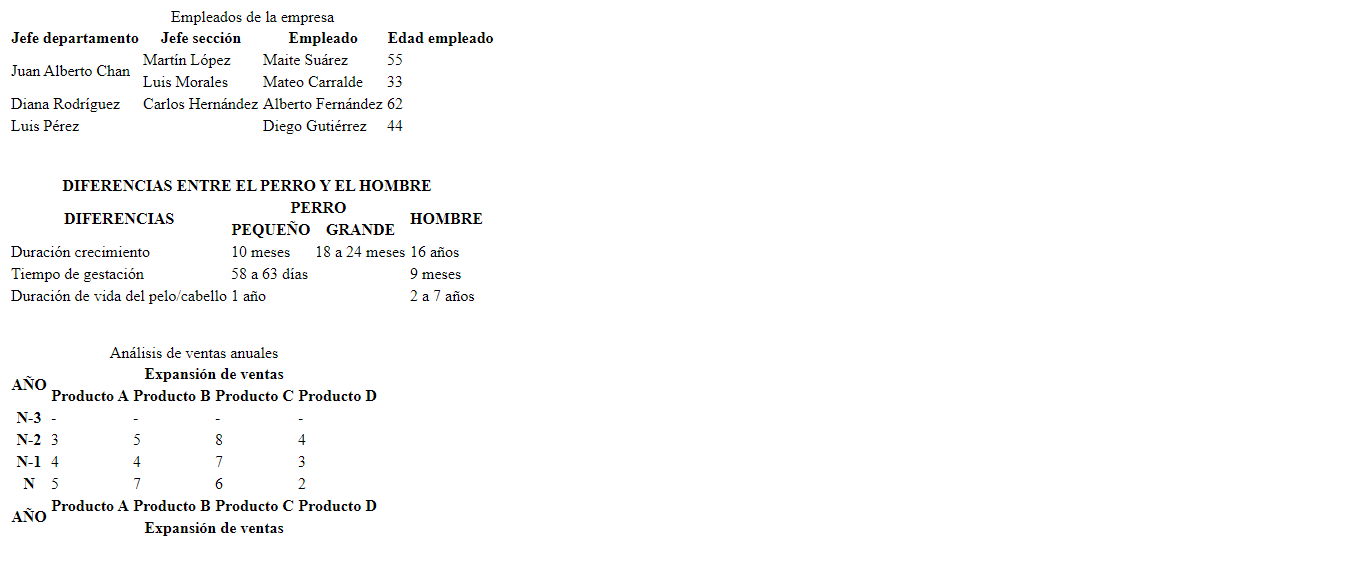 Empleados de la empresa
Jefe departamento Jefe sección Empleado Edad empleado
Juan Alberto Chan Martín López Maite Suárez 55
Luis Morales Mateo Carralde 33
Diana Rodríguez Carlos Hernández Alberto Fernández 62
Luis Pérez Diego Gutiérrez 44
DIFERENCIAS ENTRE EL PERRO Y EL HOMBRE
DIFERENCIAS PERRO HOMBRE
PEQUEÑO GRANDE
Duración crecimiento 10 meses 18 a 24 meses 16 años
Tiempo de gestación 58 a 63 días 9 meses
Duración de vida del pelo/cabello 1 año 2 a 7 años
Análisis de ventas anuales
AÑO Expansión de ventas
Producto A Producto B Producto C Producto D
N-3 - - - -
N-2 3 5 8 4
N-1 4 4 7 3
N 5 7 6 2
AÑO Producto A Producto B Producto C Producto D
Expansión de ventas